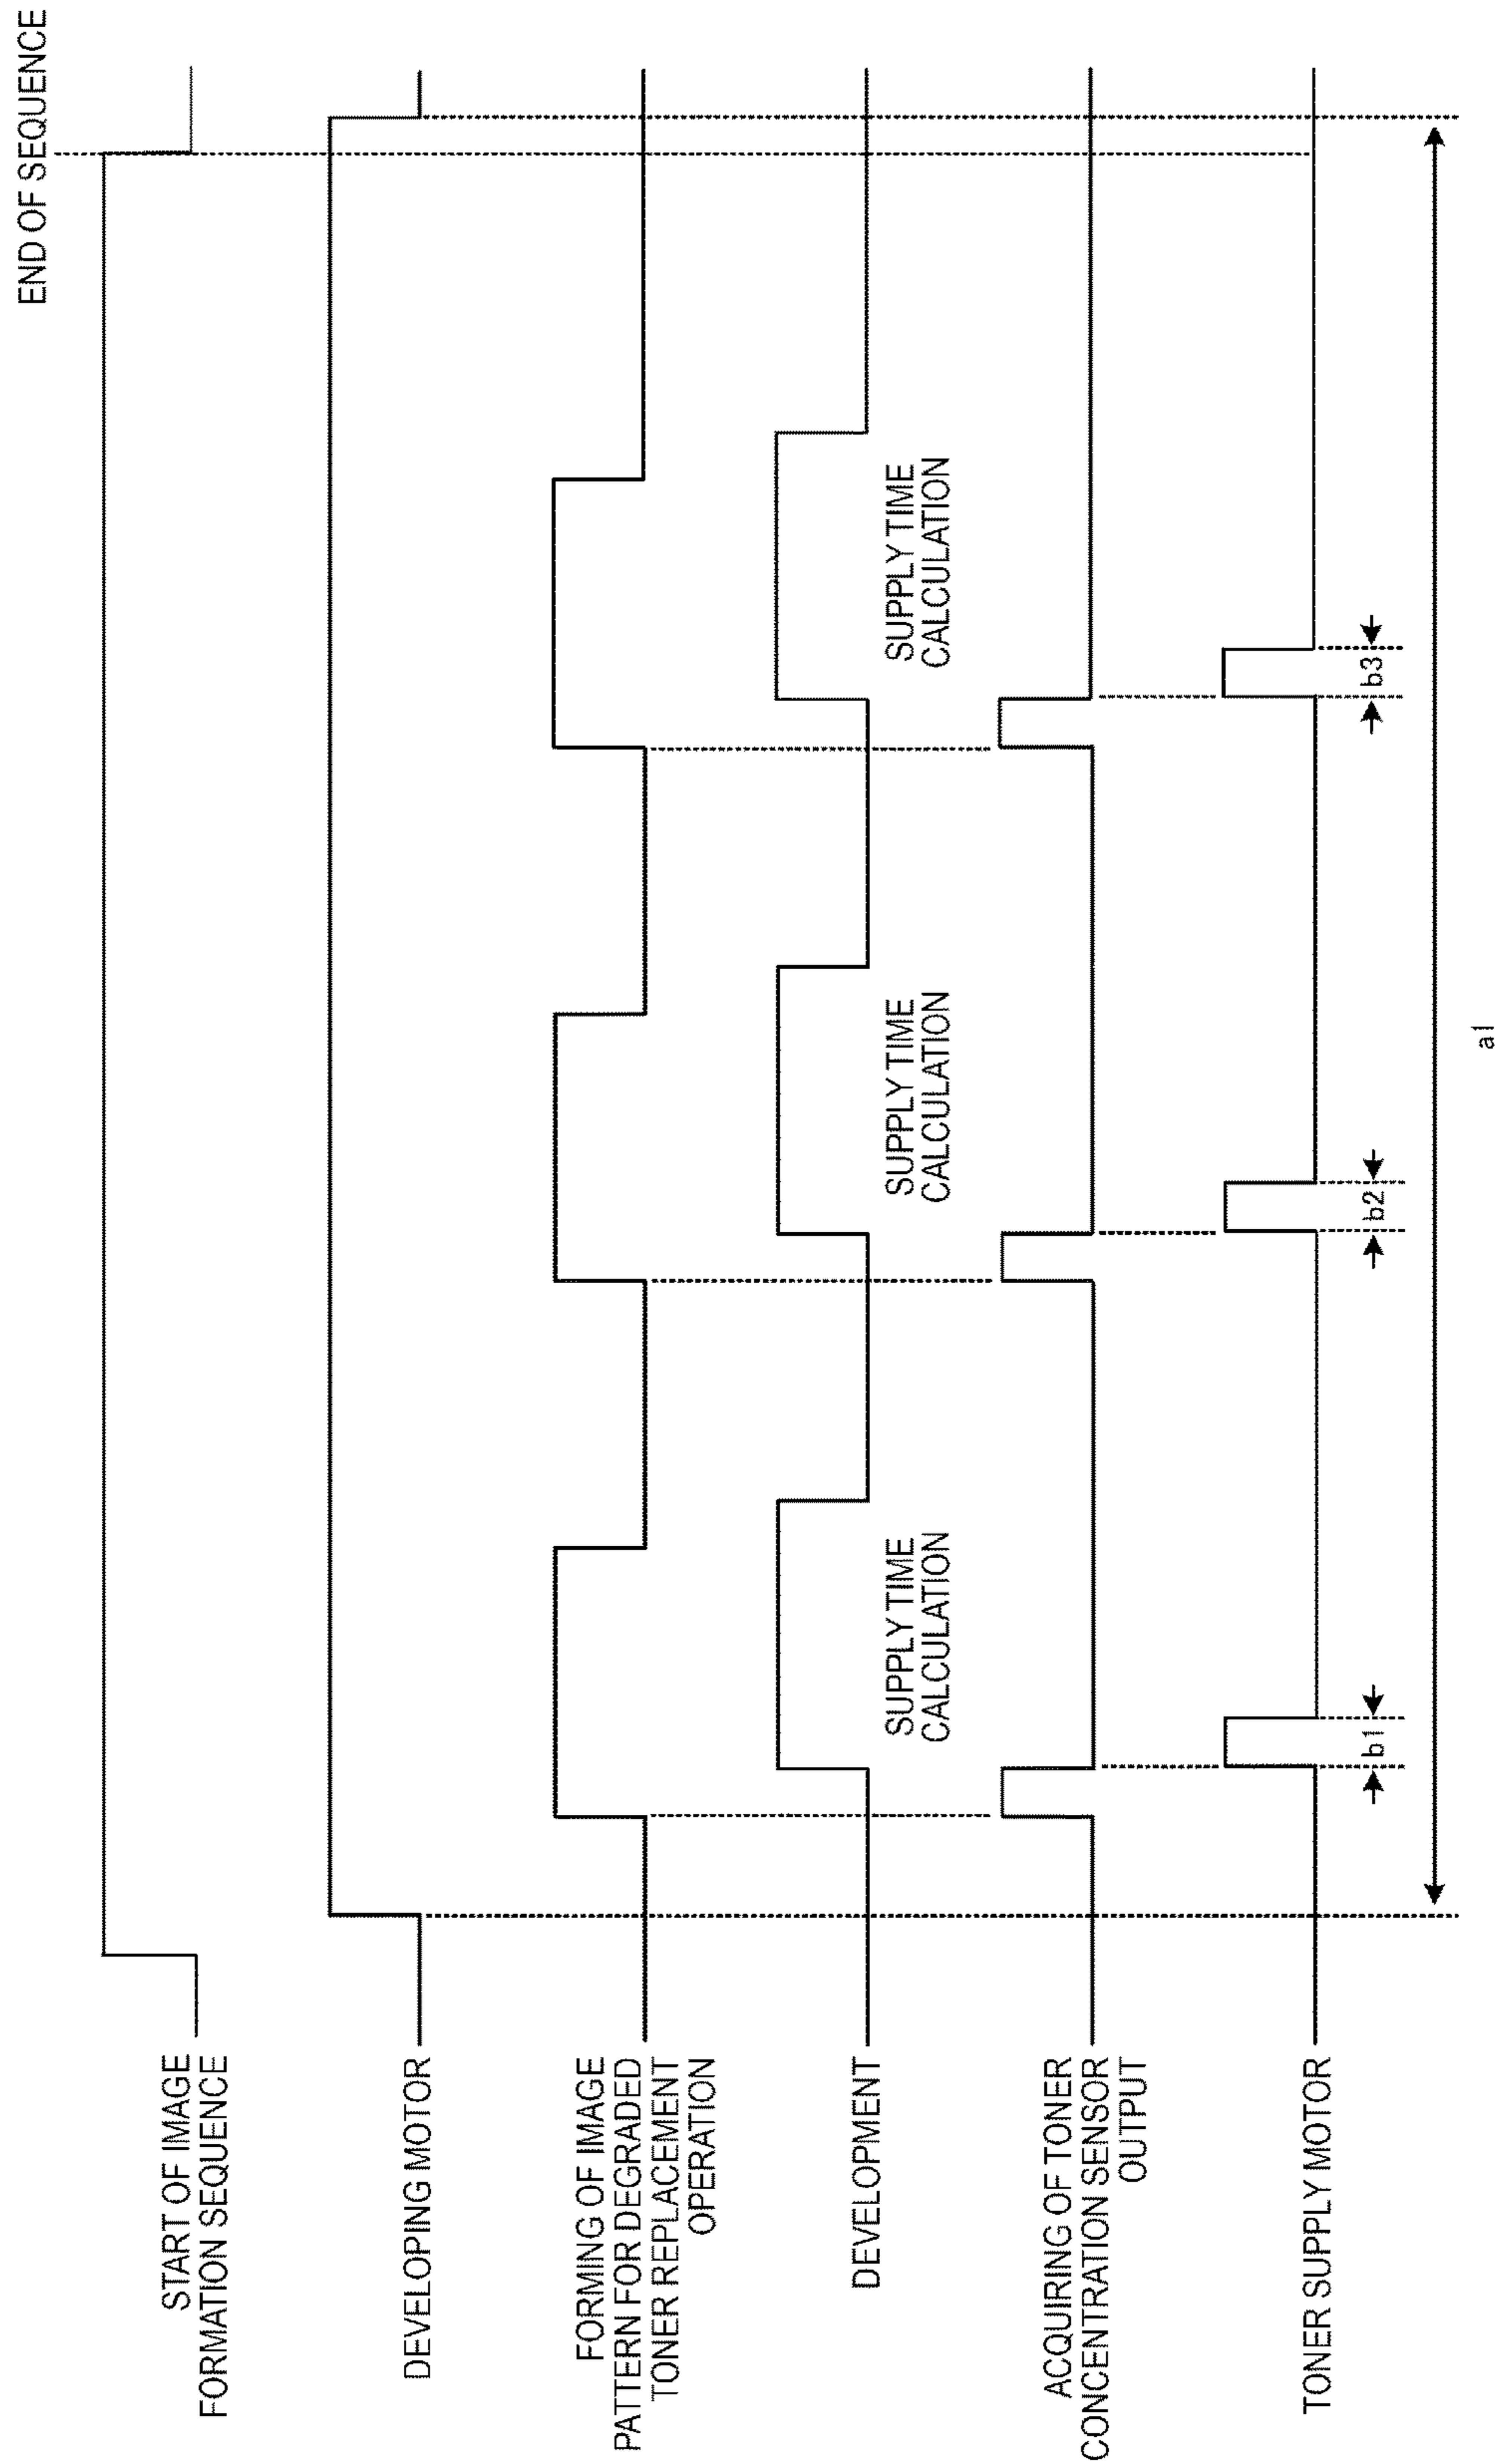 END OF SEQUENCE
START OF IMAGE
FORMATION SEQUENCE
DEVELOPING MOTOR
FORMING OF IMAGE
PATTERN FOR DEGRADED
TONER REPLACEMENT
OPERATION
DEVELOPMENT
SUPPLY TIME
CALCULATION
SUPPLY TIME
CALCULATION
SUPPLY TIME
CALCULATION
ACQUIRING OF TONER
CONCENTRATION SENSOR
OUTPUT
TONER SUPPLY MOTOR
b1
b2
b3
a1